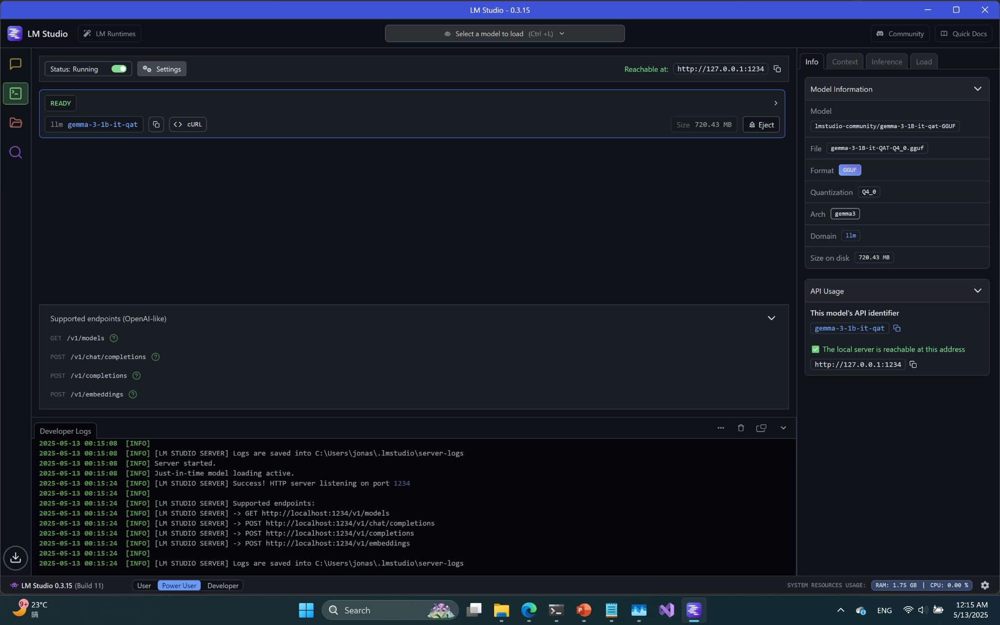 LM Studio - 0.3.15
LM Studio
LM Runtimes
Select a model to load (Ctrl +L)
Community
Quick Docs
Status: Running
Settings
Reachable at: http://127.0.0.1:1234
READY
llm gemma-3-1b-it-qat
<> cURL
Size 720.43 MB
Eject
Supported endpoints (OpenAI-like)
GET /v1/models ?
POST /v1/chat/completions ?
POST /v1/completions ?
POST /v1/embeddings ?
Info Context Inference Load
Model Information
Model
lmstudio-community/gemma-3-1B-it-qat-GGUF
File gemma-3-1B-it-QAT-Q4_0.gguf
Format GGUF
Quantization Q4_0
Arch gemma3
Domain llm
Size on disk 720.43 MB
API Usage
This model's API identifier
gemma-3-1b-it-qat
The local server is reachable at this address
http://127.0.0.1:1234
Developer Logs
2025-05-13 00:15:08 [INFO]
2025-05-13 00:15:08 [INFO] [LM STUDIO SERVER] Logs are saved into C:\Users\jonas\.lmstudio\server-logs
2025-05-13 00:15:08 [INFO] Server started.
2025-05-13 00:15:08 [INFO] Just-in-time model loading active.
2025-05-13 00:15:24 [INFO] [LM STUDIO SERVER] Success! HTTP server listening on port 1234
2025-05-13 00:15:24 [INFO]
2025-05-13 00:15:24 [INFO] [LM STUDIO SERVER] Supported endpoints:
2025-05-13 00:15:24 [INFO] [LM STUDIO SERVER] -> GET http://localhost:1234/v1/models
2025-05-13 00:15:24 [INFO] [LM STUDIO SERVER] -> POST http://localhost:1234/v1/chat/completions
2025-05-13 00:15:24 [INFO] [LM STUDIO SERVER] -> POST http://localhost:1234/v1/completions
2025-05-13 00:15:24 [INFO] [LM STUDIO SERVER] -> POST http://localhost:1234/v1/embeddings
2025-05-13 00:15:24 [INFO]
2025-05-13 00:15:24 [INFO] [LM STUDIO SERVER] Logs are saved into C:\Users\jonas\.lmstudio\server-logs
LM Studio 0.3.15 (Build 11)
User Power User Developer
SYSTEM RESOURCES USAGE: RAM: 1.75 GB | CPU: 0.00 %
9+ 23°C
晴
Search
ENG
12:15 AM
5/13/2025